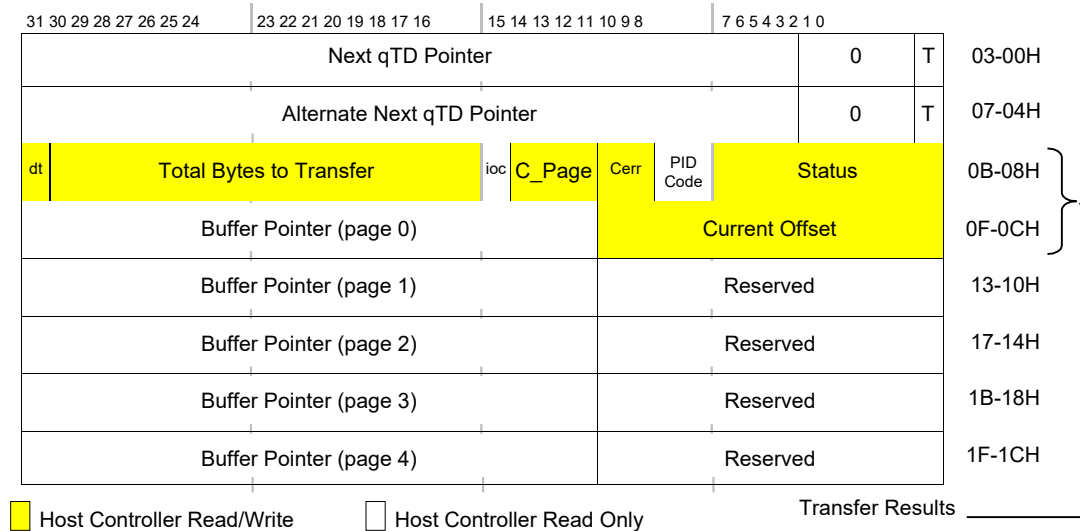 31 30 29 28 27 26 25 24 23 22 21 20 19 18 17 16 15 14 13 12 11 10 9 8 7 6 5 4 3 2 1 0
Next qTD Pointer 0 T 03-00H
Alternate Next qTD Pointer 0 T 07-04H
dt Total Bytes to Transfer ioc C_Page Cerr PID Code Status 0B-08H
Buffer Pointer (page 0) Current Offset 0F-0CH
Buffer Pointer (page 1) Reserved 13-10H
Buffer Pointer (page 2) Reserved 17-14H
Buffer Pointer (page 3) Reserved 1B-18H
Buffer Pointer (page 4) Reserved 1F-1CH
Host Controller Read/Write Host Controller Read Only Transfer Results